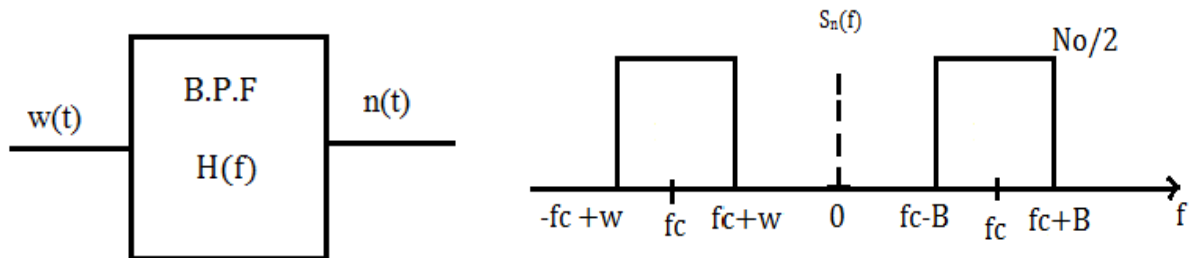 B.P.F
w(t)
n(t)
H(f)
Sₙ(f)
No/2
-fc +w fc fc+w 0 fc-B fc fc+B f